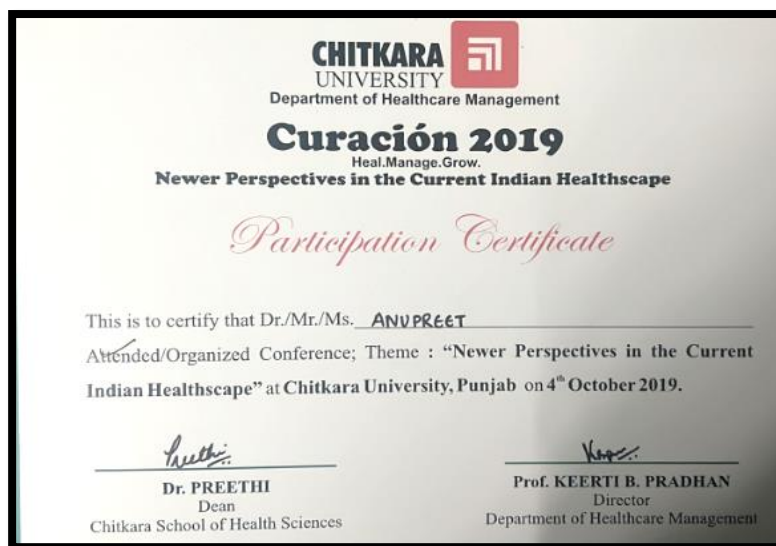 CHITKARA
UNIVERSITY
Department of Healthcare Management
Curación 2019
Heal.Manage.Grow.
Newer Perspectives in the Current Indian Healthscape
Participation Certificate
This is to certify that Dr./Mr./Ms. ANUPREET
Attended/Organized Conference; Theme : “Newer Perspectives in the Current
Indian Healthscape” at Chitkara University, Punjab on 4th October 2019.
Preethi
Dr. PREETHI
Dean
Chitkara School of Health Sciences
Prof. KEERTI B. PRADHAN
Director
Department of Healthcare Management